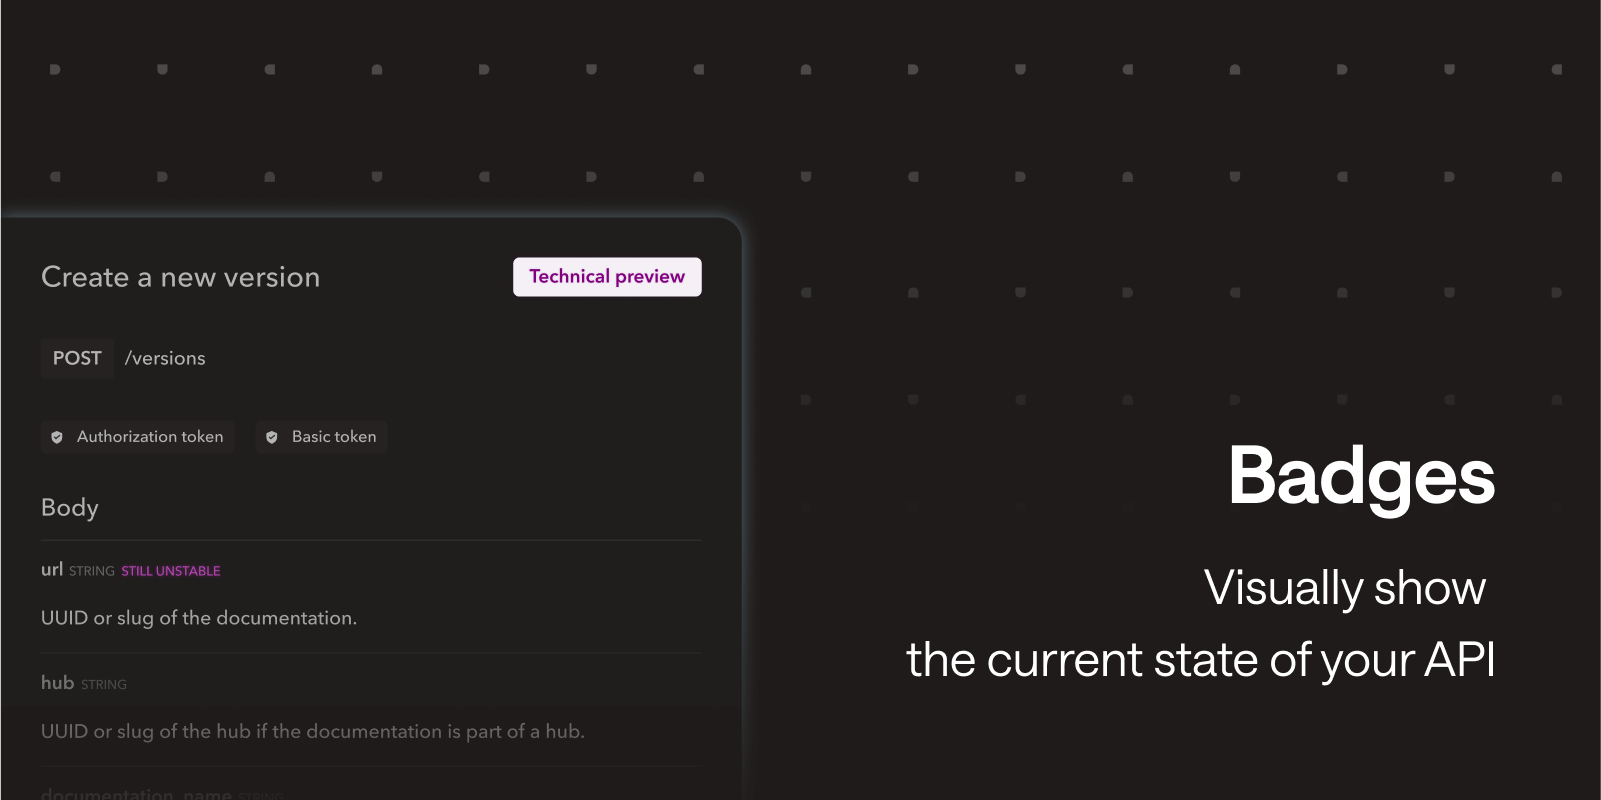 Create a new version
Technical preview
POST /versions
Authorization token
Basic token
Body
url STRING STILL UNSTABLE
UUID or slug of the documentation.
hub STRING
UUID or slug of the hub if the documentation is part of a hub.
documentation_name STRING
Badges
Visually show
the current state of your API